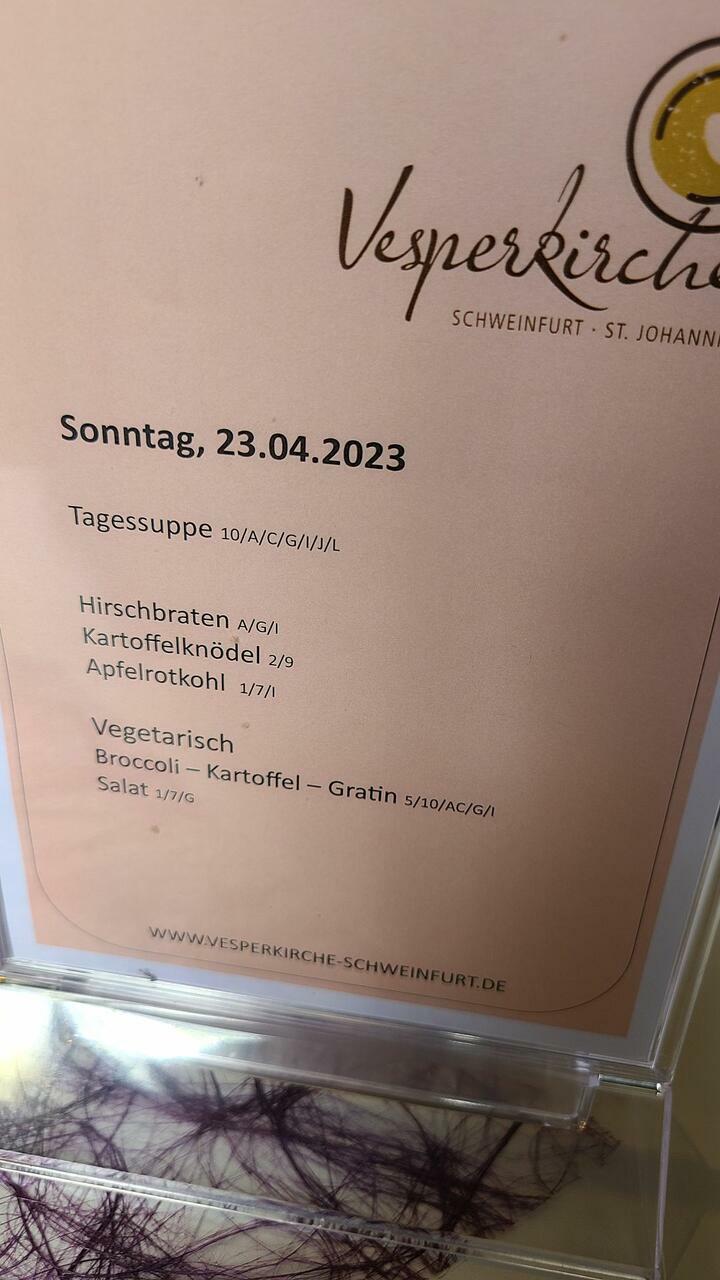 Vesperkirche
SCHWEINFURT · ST. JOHANNI
Sonntag, 23.04.2023
Tagessuppe 10/A/C/G/I/J/L
Hirschbraten A/G/I
Kartoffelknödel 2/9
Apfelrotkohl 1/7/I
Vegetarisch
Broccoli – Kartoffel – Gratin 5/10/AC/G/I
Salat 1/7/G
WWW.VESPERKIRCHE-SCHWEINFURT.DE